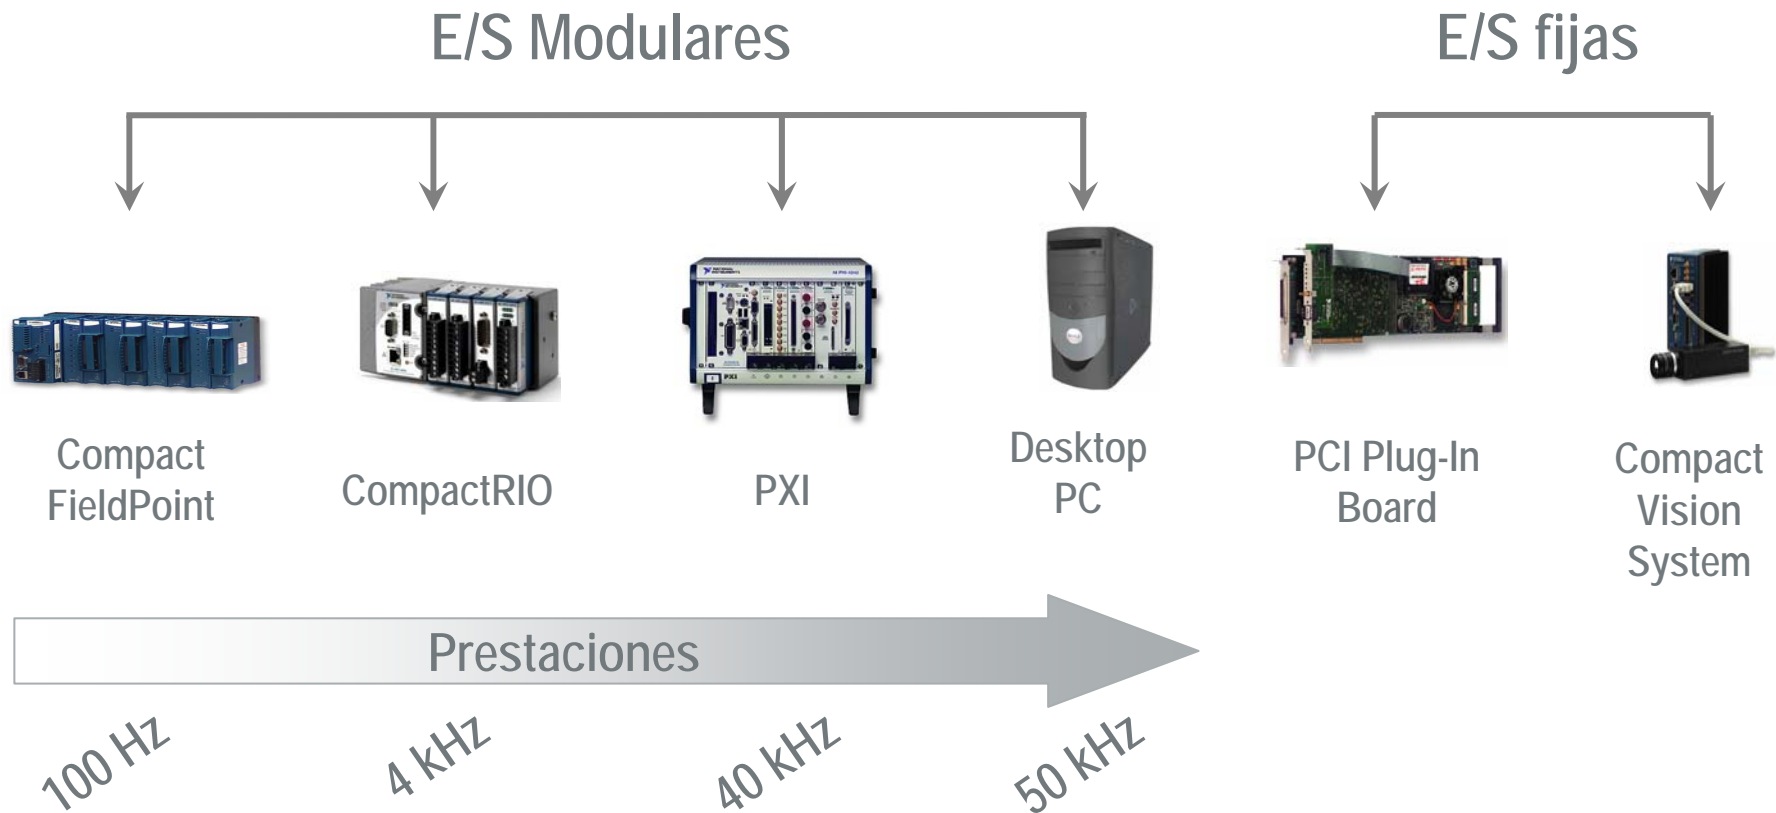 E/S Modulares
E/S fijas
Compact
FieldPoint
CompactRIO
PXI
Desktop
PC
PCI Plug-In
Board
Compact
Vision
System
Prestaciones
100 Hz
4 kHz
40 kHz
50 kHz